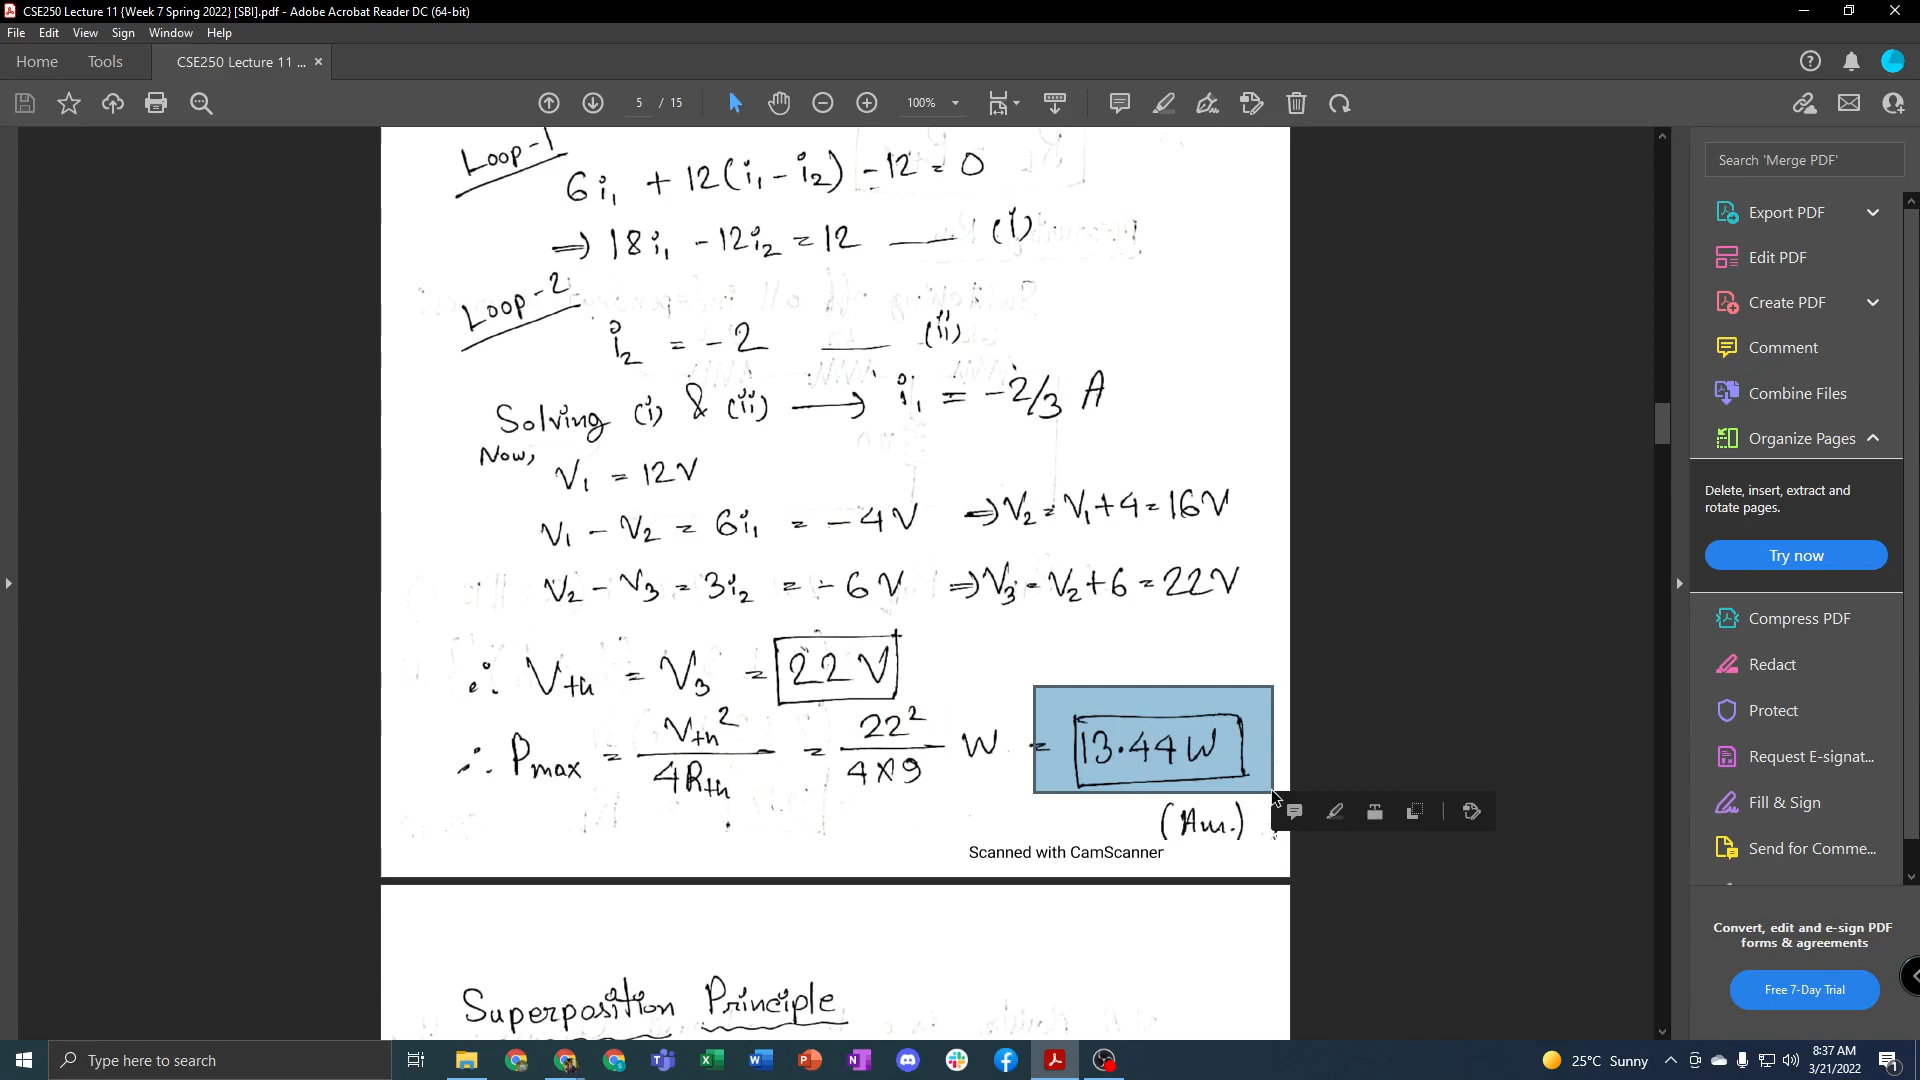 CSE250 Lecture 11 {Week 7 Spring 2022} [SBI].pdf - Adobe Acrobat Reader DC (64-bit)
File Edit View Sign Window Help
Home Tools CSE250 Lecture 11 ... ×
5 / 15 100%
Loop-1
6i₁ + 12(i₁ - i₂) - 12 = 0
⇒ 18i₁ - 12i₂ = 12 —— (i)
Loop-2
i₂ = -2 —— (ii)
Solving (i) & (ii) → i₁ = -2/3 A
Now,
V₁ = 12V
V₁ - V₂ = 6i₁ = -4V ⇒ V₂ = V₁+4 = 16V
V₂ - V₃ = 3i₂ = -6V ⇒ V₃ = V₂+6 = 22V
∴ Vth = V₃ = 22V
∴ Pmax = Vth²/4Rth = 22²/4×9 W = 13.44W
(Ans.)
Scanned with CamScanner
Superposition Principle
Search 'Merge PDF'
Export PDF
Edit PDF
Create PDF
Comment
Combine Files
Organize Pages
Delete, insert, extract and
rotate pages.
Try now
Compress PDF
Redact
Protect
Request E-signat...
Fill & Sign
Send for Comme...
Convert, edit and e-sign PDF
forms & agreements
Free 7-Day Trial
Type here to search
25°C Sunny
8:37 AM
3/21/2022
1